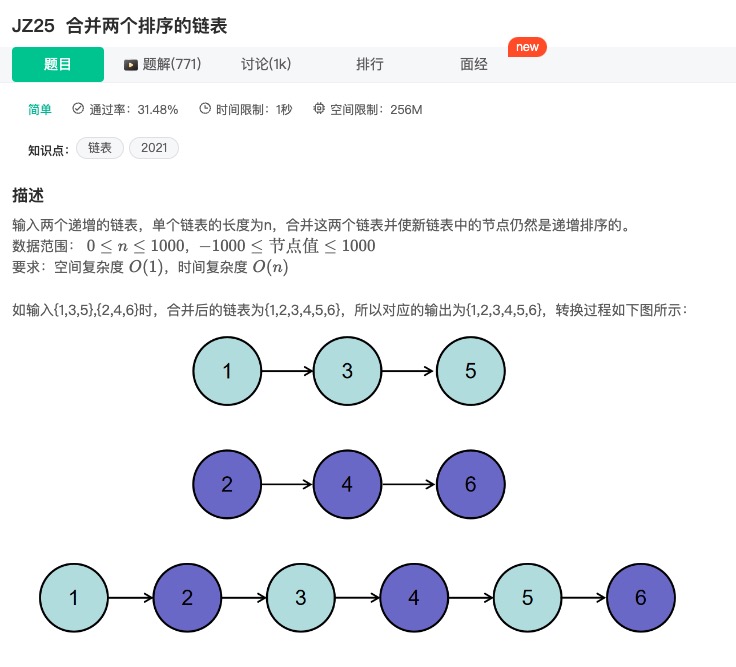 JZ25 合并两个排序的链表
new
题目 题解(771) 讨论(1k) 排行 面经
简单 通过率：31.48% 时间限制：1秒 空间限制：256M
知识点： 链表 2021
描述
输入两个递增的链表，单个链表的长度为n，合并这两个链表并使新链表中的节点仍然是递增排序的。
数据范围： 0 ≤ n ≤ 1000，−1000 ≤ 节点值 ≤ 1000
要求：空间复杂度 O(1)，时间复杂度 O(n)
如输入{1,3,5},{2,4,6}时，合并后的链表为{1,2,3,4,5,6}，所以对应的输出为{1,2,3,4,5,6}，转换过程如下图所示：
1 3 5
2 4 6
1 2 3 4 5 6